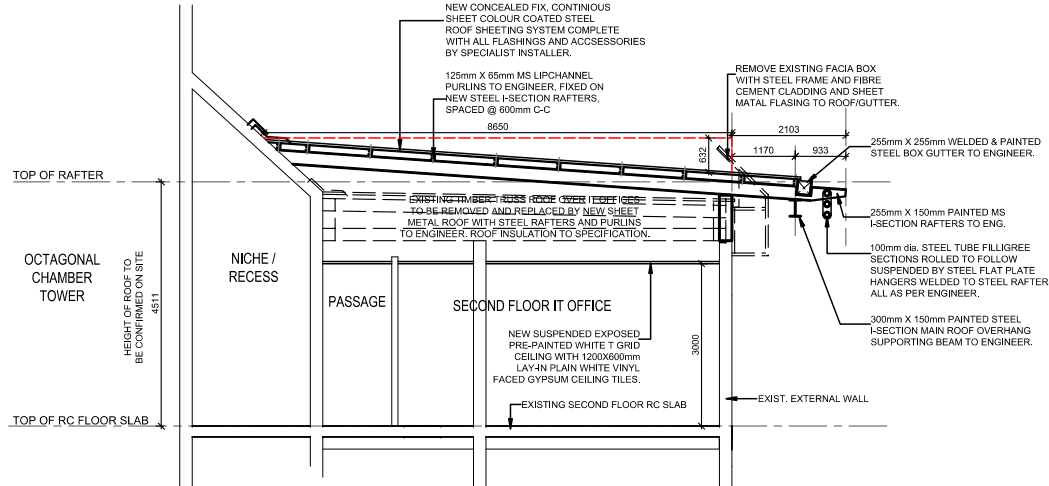 NEW CONCEALED FIX, CONTINIOUS
SHEET COLOUR COATED STEEL
ROOF SHEETING SYSTEM COMPLETE
WITH ALL FLASHINGS AND ACCSESSORIES
BY SPECIALIST INSTALLER.
125mm X 65mm MS LIPCHANNEL
PURLINS TO ENGINEER, FIXED ON
NEW STEEL I-SECTION RAFTERS,
SPACED @ 600mm C-C
8650
REMOVE EXISTING FACIA BOX
WITH STEEL FRAME AND FIBRE
CEMENT CLADDING AND SHEET
MATAL FLASING TO ROOF/GUTTER.
2103
1170
933
632
255mm X 255mm WELDED & PAINTED
STEEL BOX GUTTER TO ENGINEER.
TOP OF RAFTER
255mm X 150mm PAINTED MS
I-SECTION RAFTERS TO ENG.
EXISTING TIMBER TRUSS ROOF OVER IT OFFICES
TO BE REMOVED AND REPLACED BY NEW SHEET
METAL ROOF WITH STEEL RAFTERS AND PURLINS
TO ENGINEER. ROOF INSULATION TO SPECIFICATION.
100mm dia. STEEL TUBE FILLIGREE
SECTIONS ROLLED TO FOLLOW
SUSPENDED BY STEEL FLAT PLATE
HANGERS WELDED TO STEEL RAFTER
ALL AS PER ENGINEER.
OCTAGONAL
CHAMBER
TOWER
HEIGHT OF ROOF TO
BE CONFIRMED ON SITE
4511
NICHE /
RECESS
PASSAGE
SECOND FLOOR IT OFFICE
300mm X 150mm PAINTED STEEL
I-SECTION MAIN ROOF OVERHANG
SUPPORTING BEAM TO ENGINEER.
NEW SUSPENDED EXPOSED
PRE-PAINTED WHITE T GRID
CEILING WITH 1200X600mm
LAY-IN PLAIN WHITE VINYL
FACED GYPSUM CEILING TILES.
3000
EXISTING SECOND FLOOR RC SLAB
EXIST. EXTERNAL WALL
TOP OF RC FLOOR SLAB